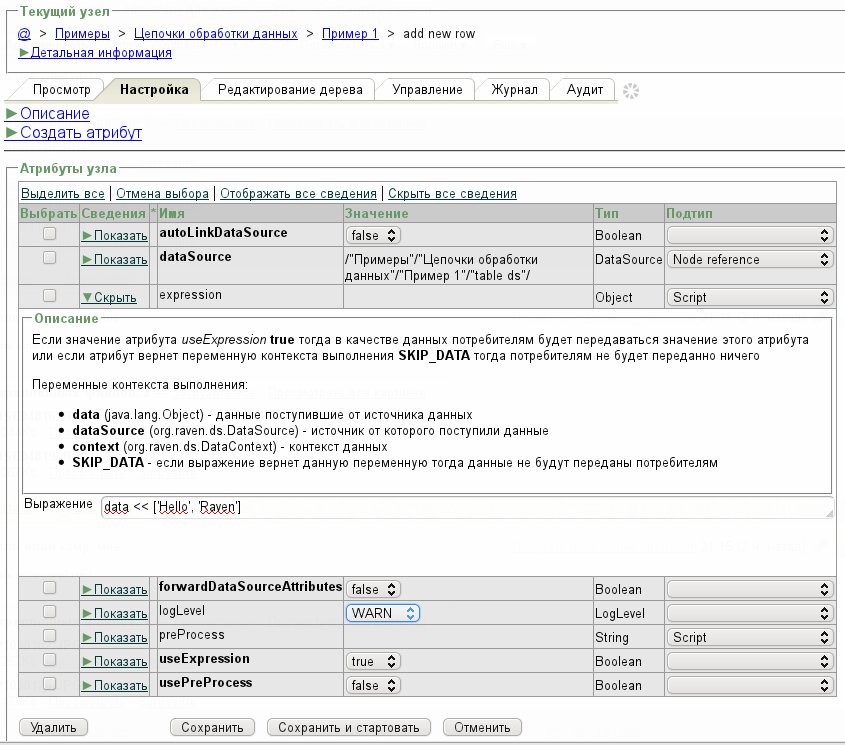 Текущий узел
@ > Примеры > Цепочки обработки данных > Пример 1 > add new row
▶Детальная информация
Просмотр Настройка Редактирование дерева Управление Журнал Аудит
▶Описание
▶Создать атрибут
Атрибуты узла
Выделить все | Отмена выбора | Отображать все сведения | Скрыть все сведения
Выбрать Сведения * Имя Значение Тип Подтип
▶Показать autoLinkDataSource false Boolean
▶Показать dataSource /"Примеры"/"Цепочки обработки DataSource Node reference
данных"/"Пример 1"/"table ds"/
▼Скрыть expression Object Script
Описание
Если значение атрибута useExpression true тогда в качестве данных потребителям будет передаваться значение этого атрибута
или если атрибут вернет переменную контекста выполнения SKIP_DATA тогда потребителям не будет переданно ничего
Переменные контекста выполнения:
• data (java.lang.Object) - данные поступившие от источника данных
• dataSource (org.raven.ds.DataSource) - источник от которого поступили данные
• context (org.raven.ds.DataContext) - контекст данных
• SKIP_DATA - если выражение вернет данную переменную тогда данные не будут переданы потребителям
Выражение data << ['Hello', 'Raven']
▶Показать forwardDataSourceAttributes false Boolean
▶Показать logLevel WARN LogLevel
▶Показать preProcess String Script
▶Показать useExpression true Boolean
▶Показать usePreProcess false Boolean
Удалить Сохранить Сохранить и стартовать Отменить